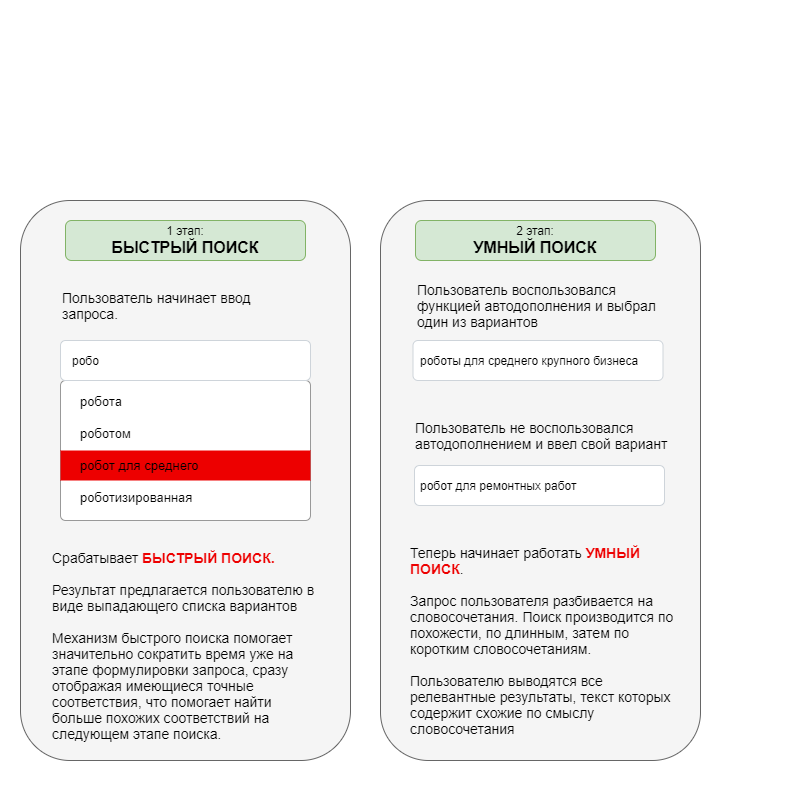 1 этап:
БЫСТРЫЙ ПОИСК
Пользователь начинает ввод
запроса.
робо
робота
роботом
робот для среднего
роботизированная
Срабатывает БЫСТРЫЙ ПОИСК.
Результат предлагается пользователю в
виде выпадающего списка вариантов
Механизм быстрого поиска помогает
значительно сократить время уже на
этапе формулировки запроса, сразу
отображая имеющиеся точные
соответствия, что помогает найти
больше похожих соответствий на
следующем этапе поиска.
2 этап:
УМНЫЙ ПОИСК
Пользователь воспользовался
функцией автодополнения и выбрал
один из вариантов
роботы для среднего крупного бизнеса
Пользователь не воспользовался
автодополнением и ввел свой вариант
робот для ремонтных работ
Теперь начинает работать УМНЫЙ
ПОИСК.
Запрос пользователя разбивается на
словосочетания. Поиск производится по
похожести, по длинным, затем по
коротким словосочетаниям.
Пользователю выводятся все
релевантные результаты, текст которых
содержит схожие по смыслу
словосочетания